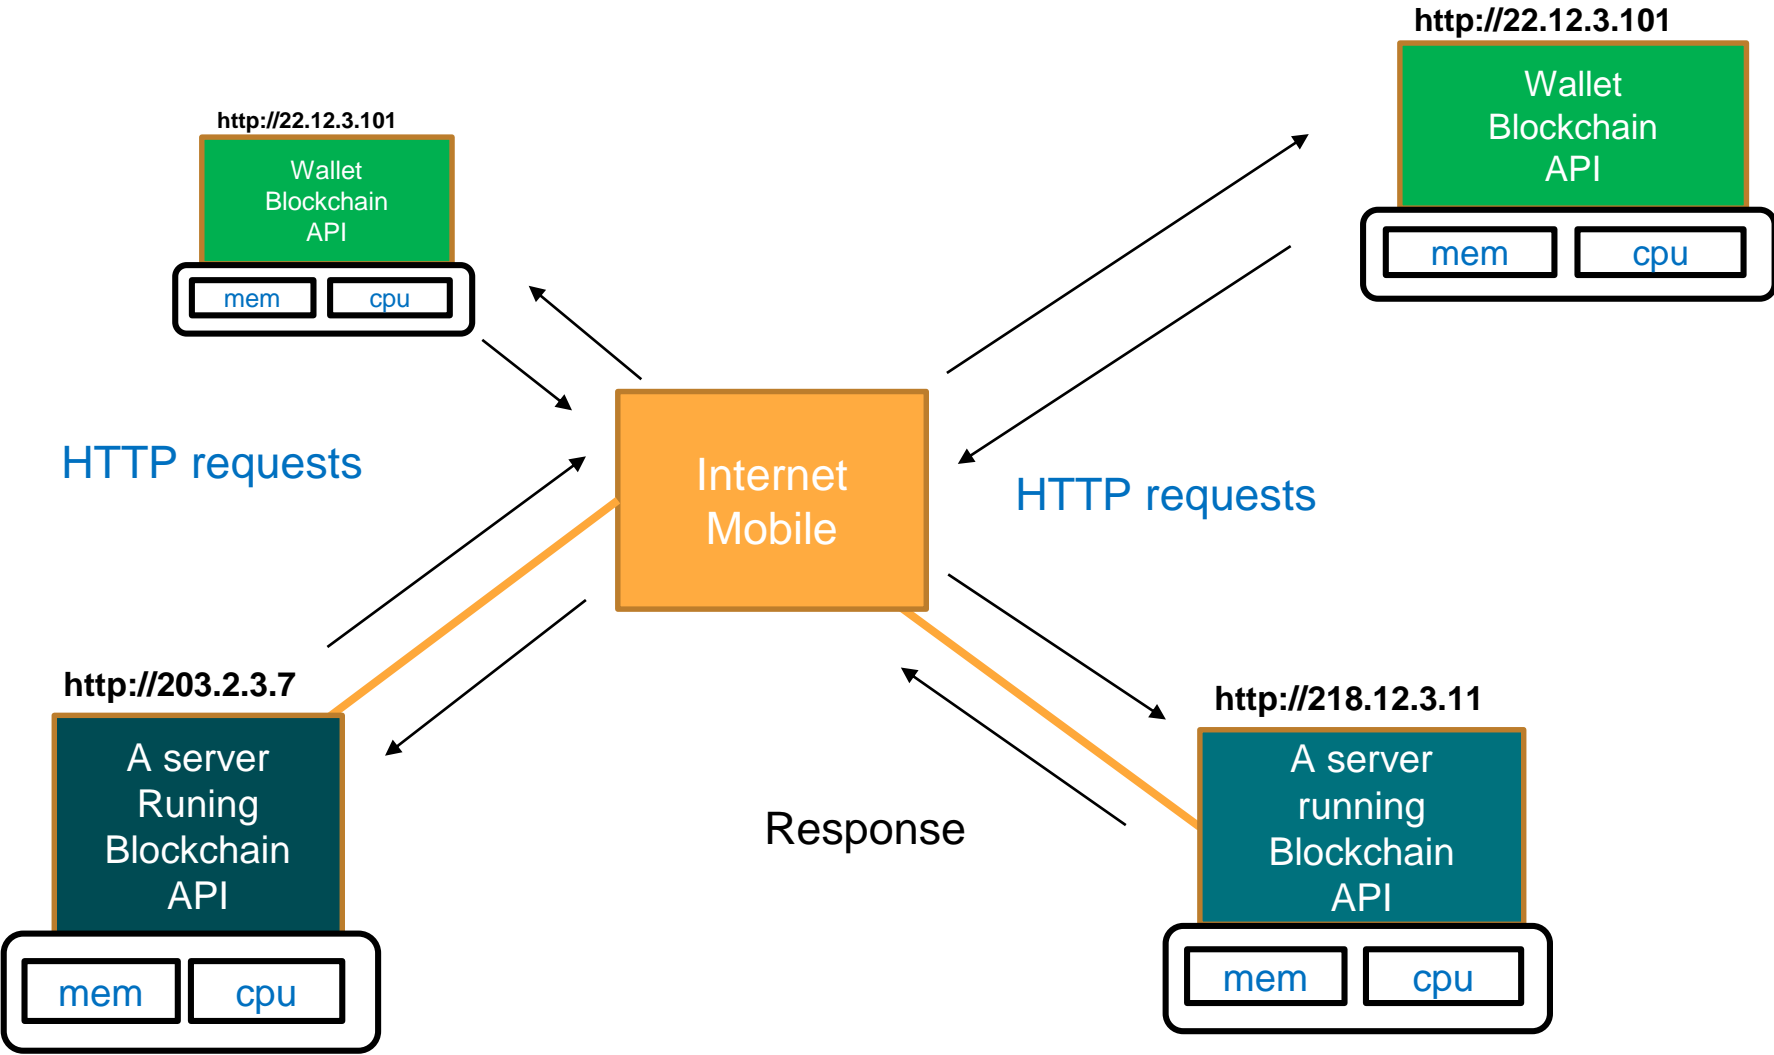 http://22.12.3.101
Wallet
Blockchain
API
mem cpu
http://22.12.3.101
Wallet
Blockchain
API
mem cpu
HTTP requests
Internet
Mobile
HTTP requests
http://203.2.3.7
A server
Runing
Blockchain
API
mem cpu
Response
http://218.12.3.11
A server
running
Blockchain
API
mem cpu